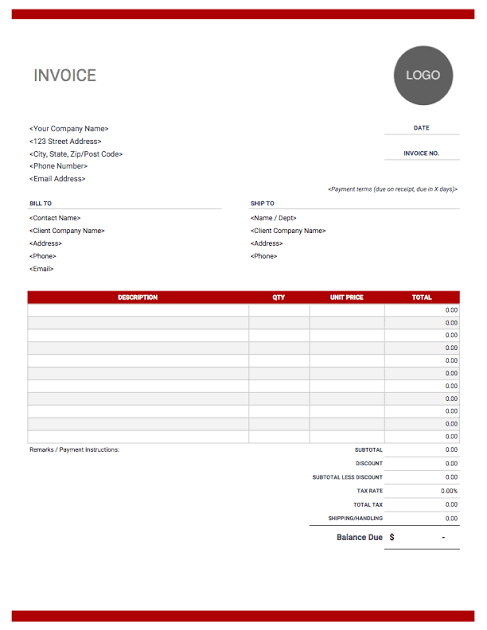 INVOICE
LOGO
<Your Company Name>
DATE
<123 Street Address>
<City, State, Zip/Post Code>
INVOICE NO.
<Phone Number>
<Email Address>
<Payment terms (due on receipt, due in X days)>
BILL TO
SHIP TO
<Contact Name>
<Name / Dept>
<Client Company Name>
<Client Company Name>
<Address>
<Address>
<Phone>
<Phone>
<Email>
DESCRIPTION QTY UNIT PRICE TOTAL
0.00
0.00
0.00
0.00
0.00
0.00
0.00
0.00
0.00
0.00
0.00
Remarks / Payment Instructions: SUBTOTAL 0.00
DISCOUNT 0.00
SUBTOTAL LESS DISCOUNT 0.00
TAX RATE 0.00%
TOTAL TAX 0.00
SHIPPING/HANDLING 0.00
Balance Due $ -